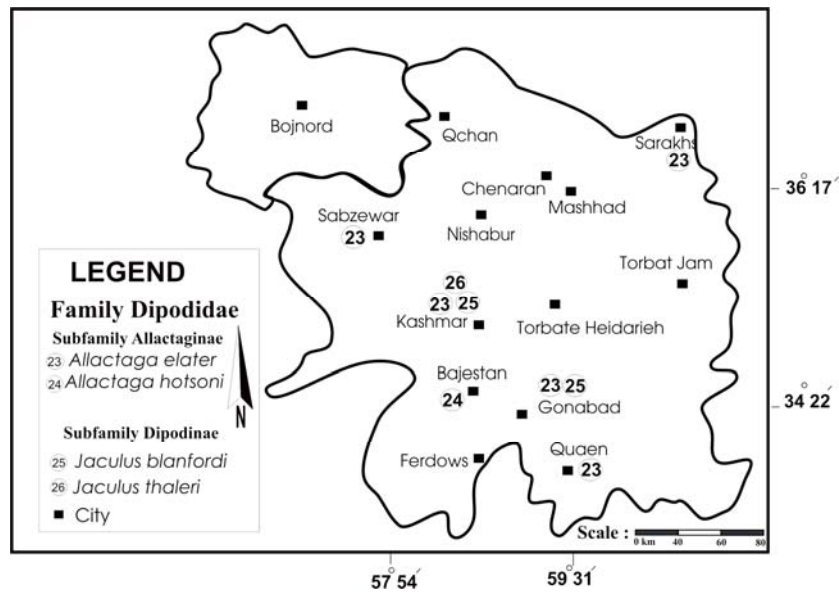 Bojnord
Qchan
Sarakhs
23
36° 17′
Chenaran
Mashhad
Sabzewar
23
Nishabur
Torbat Jam
26
23 25
Kashmar
Torbate Heidarieh
Bajestan
24
23 25
Gonabad
34° 22′
Ferdows
Quaen
23
LEGEND
Family Dipodidae
Subfamily Allactaginae
23 Allactaga elater
24 Allactaga hotsoni
N
Subfamily Dipodinae
25 Jaculus blanfordi
26 Jaculus thaleri
City
Scale :
0 km 40 60 80
57° 54′
59° 31′